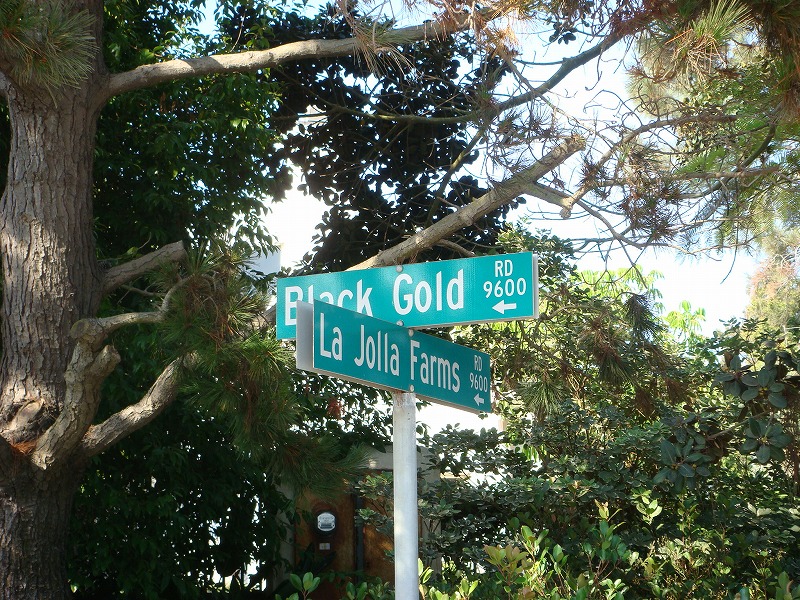 Black Gold RD
9600 ←
La Jolla Farms RD
9600 ←